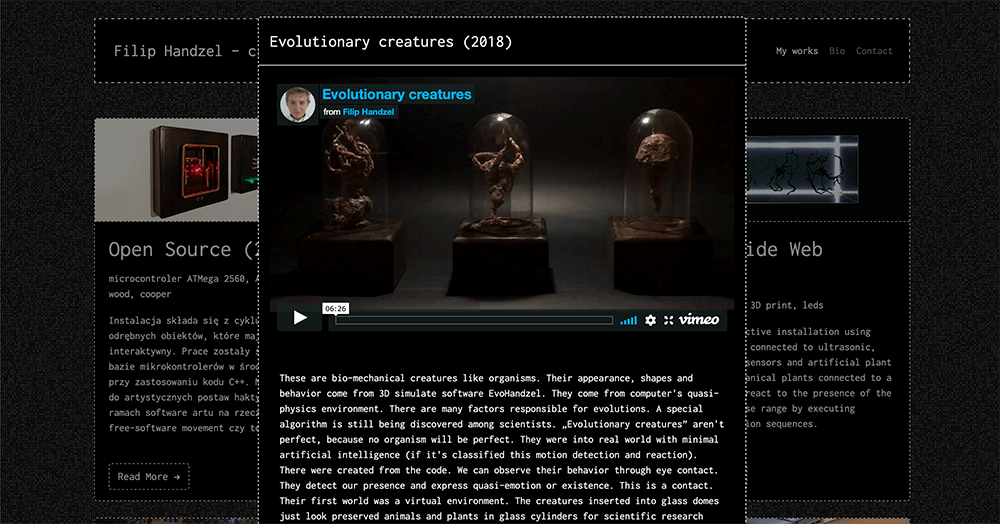 Evolutionary creatures (2018)
Filip Handzel – c
My works Bio Contact
Evolutionary creatures
from Filip Handzel
06:26
vimeo
Open Source (2
microcontroler ATMega 2560, A
wood, cooper
Instalacja składa się z cyklu
odrębnych obiektów, które maj
interaktywny. Prace zostały s
bazie mikrokontrolerów w środ
przy zastosowaniu kodu C++. N
do artystycznych postaw hakty
ramach software artu na rzecz
free-software movement czy to
Read More →
These are bio-mechanical creatures like organisms. Their appearance, shapes and
behavior come from 3D simulate software EvoHandzel. They come from computer's quasi-
physics environment. There are many factors responsible for evolutions. A special
algorithm is still being discovered among scientists. „Evolutionary creatures” aren't
perfect, because no organism will be perfect. They were into real world with minimal
artificial intelligence (if it's classified this motion detection and reaction).
There were created from the code. We can observe their behavior through eye contact.
They detect our presence and express quasi-emotion or existence. This is a contact.
Their first world was a virtual environment. The creatures inserted into glass domes
just look preserved animals and plants in glass cylinders for scientific research
ide Web
3D print, leds
ctive installation using
connected to ultrasonic,
sensors and artificial plant
anical plants connected to a
react to the presence of the
se range by executing
ion sequences.